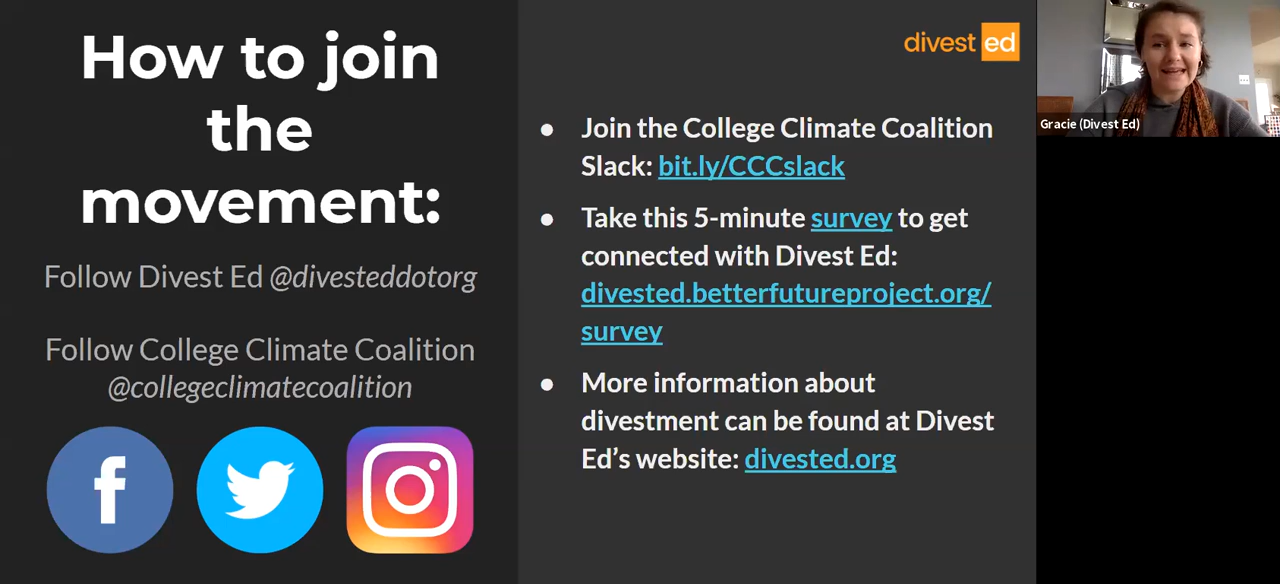 How to join
the
movement:
Follow Divest Ed @divesteddotorg
Follow College Climate Coalition
@collegeclimatecoalition
divest ed
● Join the College Climate Coalition
Slack: bit.ly/CCCslack
● Take this 5-minute survey to get
connected with Divest Ed:
divested.betterfutureproject.org/
survey
● More information about
divestment can be found at Divest
Ed’s website: divested.org
Gracie (Divest Ed)